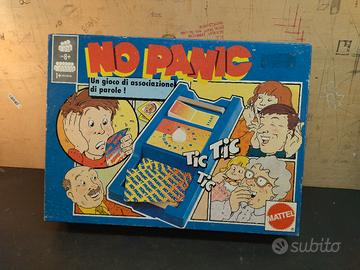 NO PANIC
Un gioco di associazione
di parole !
TIC TIC
TIC
MATTEL
subito